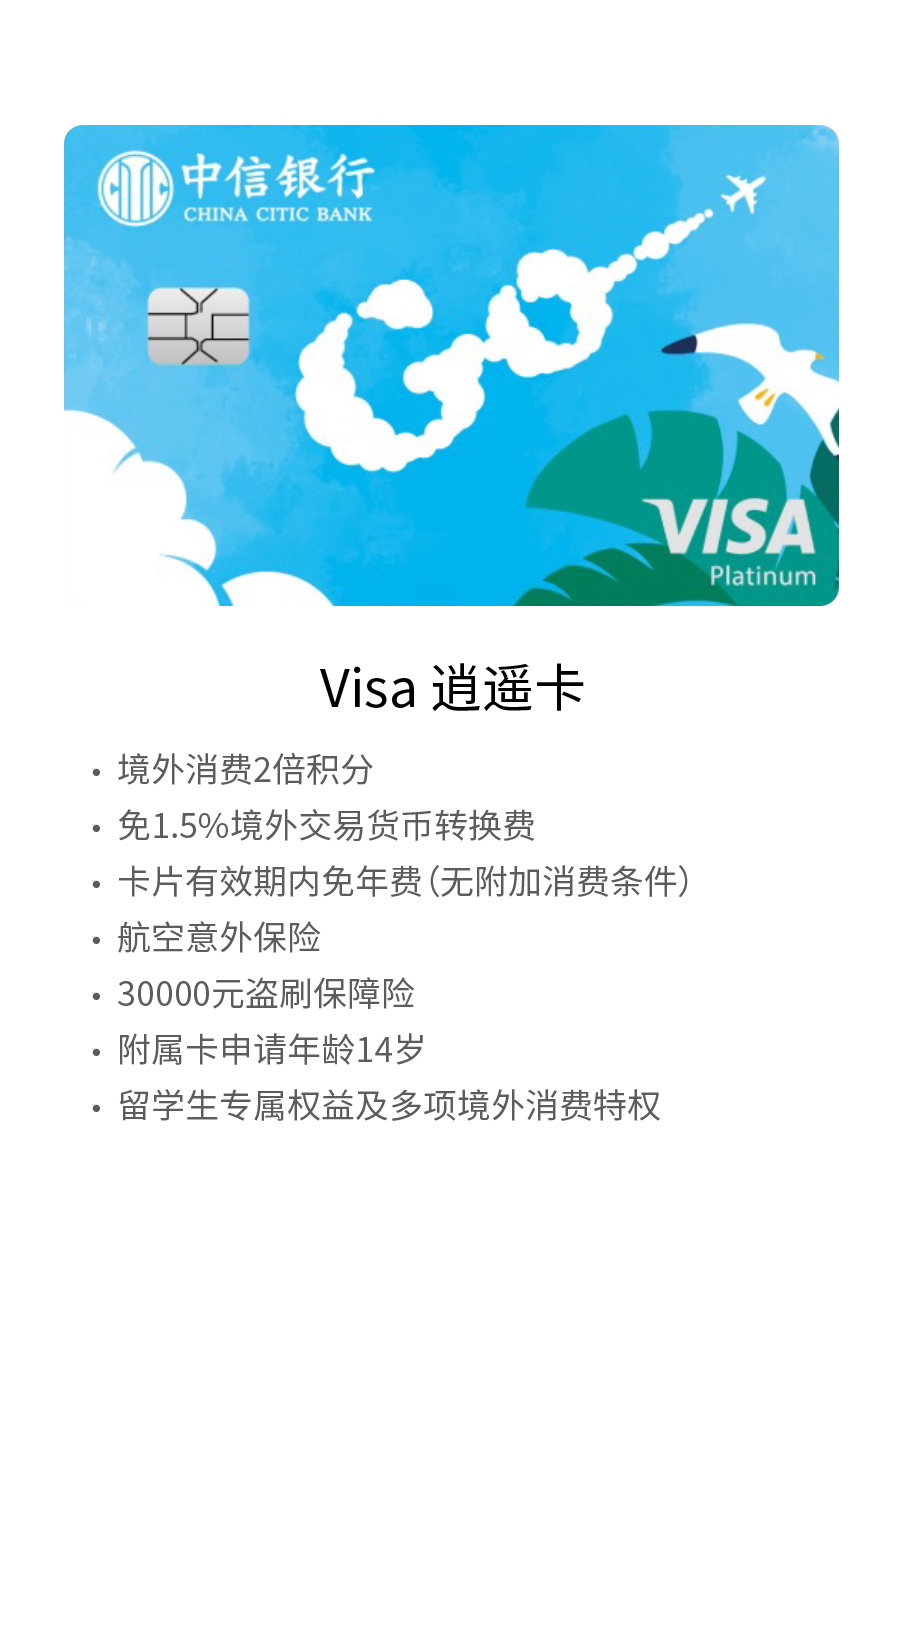 中信银行
CHINA CITIC BANK
GO
VISA
Platinum
Visa 逍遥卡
• 境外消费2倍积分
• 免1.5%境外交易货币转换费
• 卡片有效期内免年费(无附加消费条件)
• 航空意外保险
• 30000元盗刷保障险
• 附属卡申请年龄14岁
• 留学生专属权益及多项境外消费特权